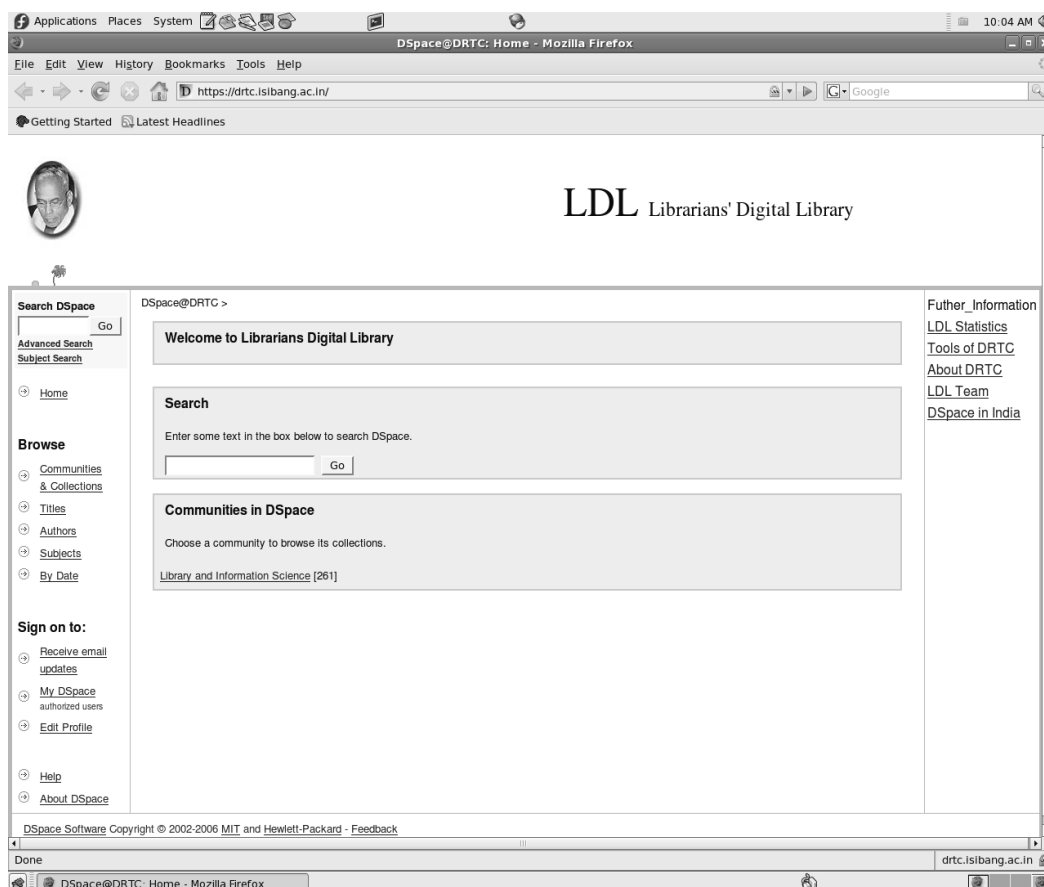 Applications Places System
10:04 AM
DSpace@DRTC: Home - Mozilla Firefox
File Edit View History Bookmarks Tools Help
https://drtc.isibang.ac.in/
G Google
Getting Started Latest Headlines
LDL Librarians' Digital Library
Search DSpace
Go
Advanced Search
Subject Search
Home
Browse
Communities
& Collections
Titles
Authors
Subjects
By Date
Sign on to:
Receive email
updates
My DSpace
authorized users
Edit Profile
Help
About DSpace
DSpace@DRTC >
Welcome to Librarians Digital Library
Search
Enter some text in the box below to search DSpace.
Go
Communities in DSpace
Choose a community to browse its collections.
Library and Information Science [261]
Futher_Information
LDL Statistics
Tools of DRTC
About DRTC
LDL Team
DSpace in India
DSpace Software Copyright © 2002-2006 MIT and Hewlett-Packard - Feedback
Done
drtc.isibang.ac.in
DSpace@DRTC: Home - Mozilla Firefox